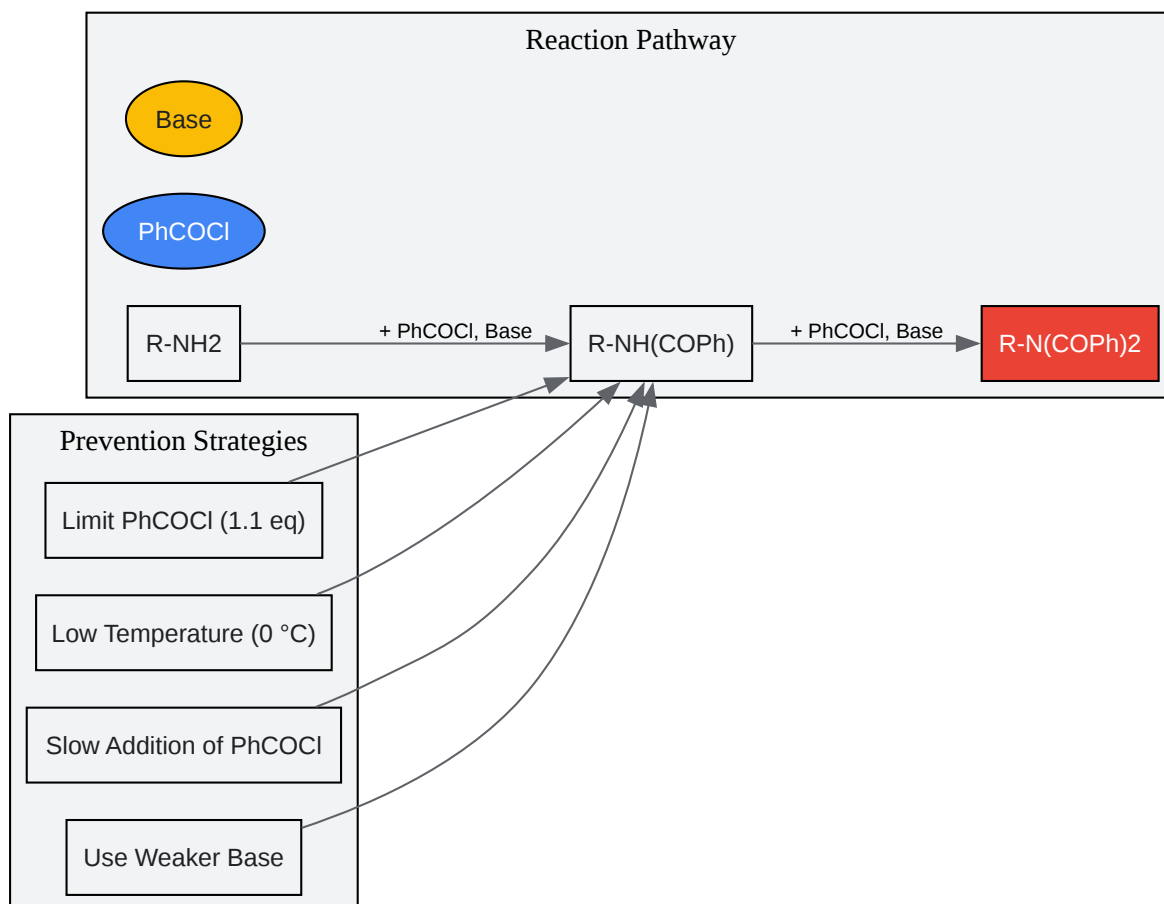 Reaction Pathway
Base
PhCOCl
R-NH2
+ PhCOCl, Base
R-NH(COPh)
+ PhCOCl, Base
R-N(COPh)2
Prevention Strategies
Limit PhCOCl (1.1 eq)
Low Temperature (0 °C)
Slow Addition of PhCOCl
Use Weaker Base